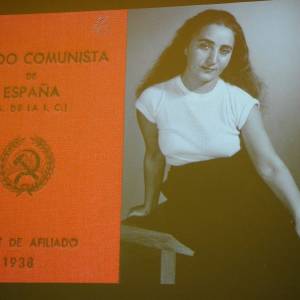 DO COMUNISTA
DE
ESPAÑA
DE LA I.C.)
DE AFILIADO
1938